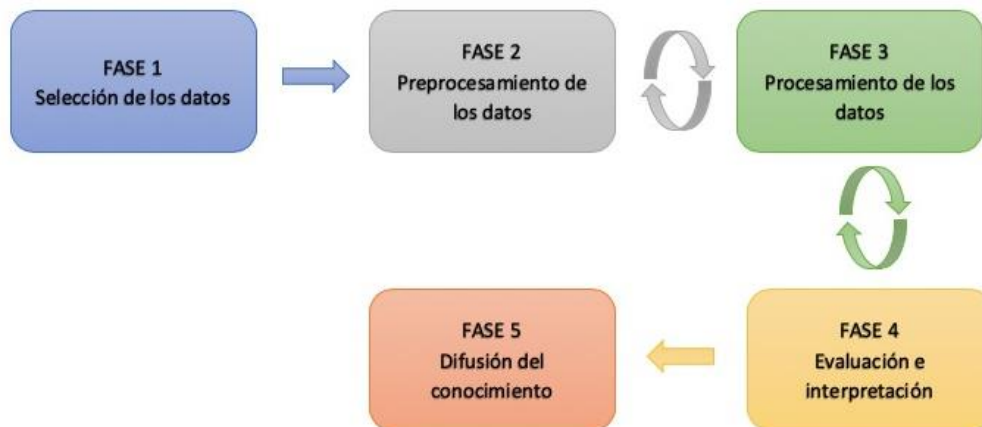 FASE 1
Selección de los datos
FASE 2
Preprocesamiento de
los datos
FASE 3
Procesamiento de los
datos
FASE 4
Evaluación e
interpretación
FASE 5
Difusión del
conocimiento